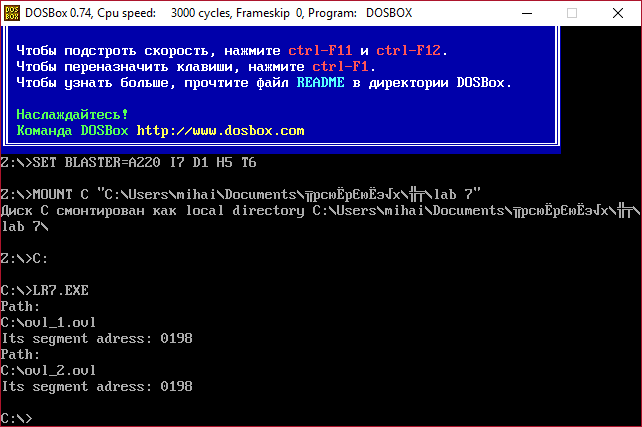 DOSBox 0.74, Cpu speed: 3000 cycles, Frameskip 0, Program: DOSBOX
Чтобы подстроть скорость, нажмите ctrl-F11 и ctrl-F12.
Чтобы переназначить клавиши, нажмите ctrl-F1.
Чтобы узнать больше, прочтите файл README в директории DOSBox.
Наслаждайтесь!
Команда DOSBox http://www.dosbox.com
Z:\>SET BLASTER=A220 I7 D1 H5 T6
Z:\>MOUNT C "C:\Users\mihai\Documents\╦рсюЁрЄюЁэ√х\╬╤\lab 7"
Диск C смонтирован как local directory C:\Users\mihai\Documents\╦рсюЁрЄюЁэ√х\╬╤\
lab 7\
Z:\>C:
C:\>LR7.EXE
Path:
C:\ovl_1.ovl
Its segment adress: 0198
Path:
C:\ovl_2.ovl
Its segment adress: 0198
C:\>